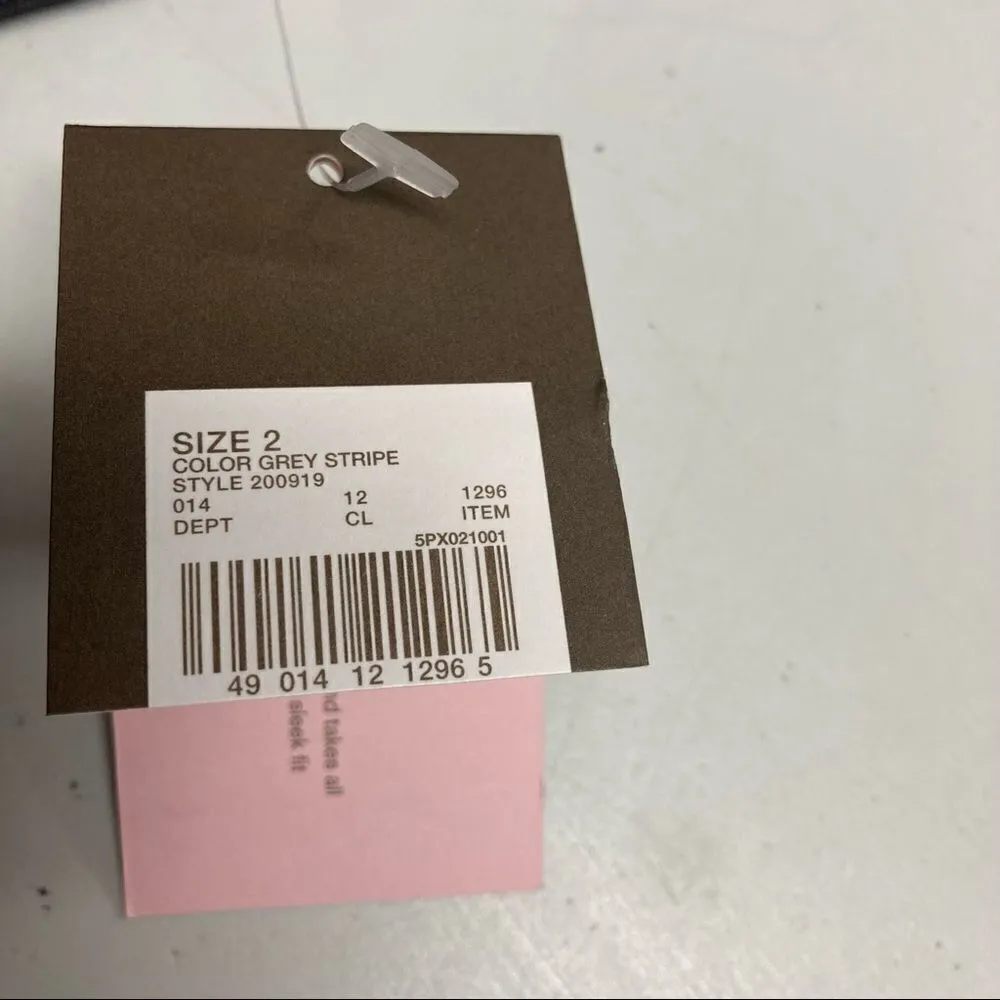 SIZE 2
COLOR GREY STRIPE
STYLE 200919
014 12 1296
DEPT CL ITEM
5PX021001
49 014 12 1296 5
nd takes all
sleek fit